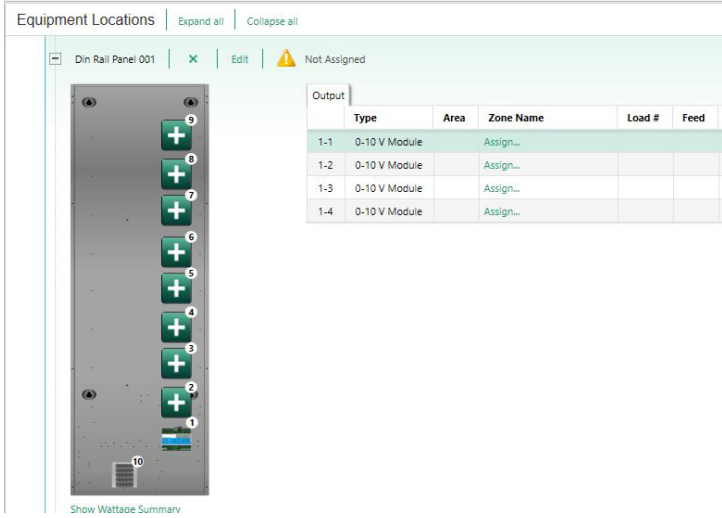 Equipment Locations Expand all Collapse all
Din Rail Panel 001 × Edit Not Assigned
Output
Type Area Zone Name Load # Feed
1-1 0-10 V Module Assign...
1-2 0-10 V Module Assign...
1-3 0-10 V Module Assign...
1-4 0-10 V Module Assign...
9
8
7
6
5
4
3
2
1
10
Show Wattage Summary